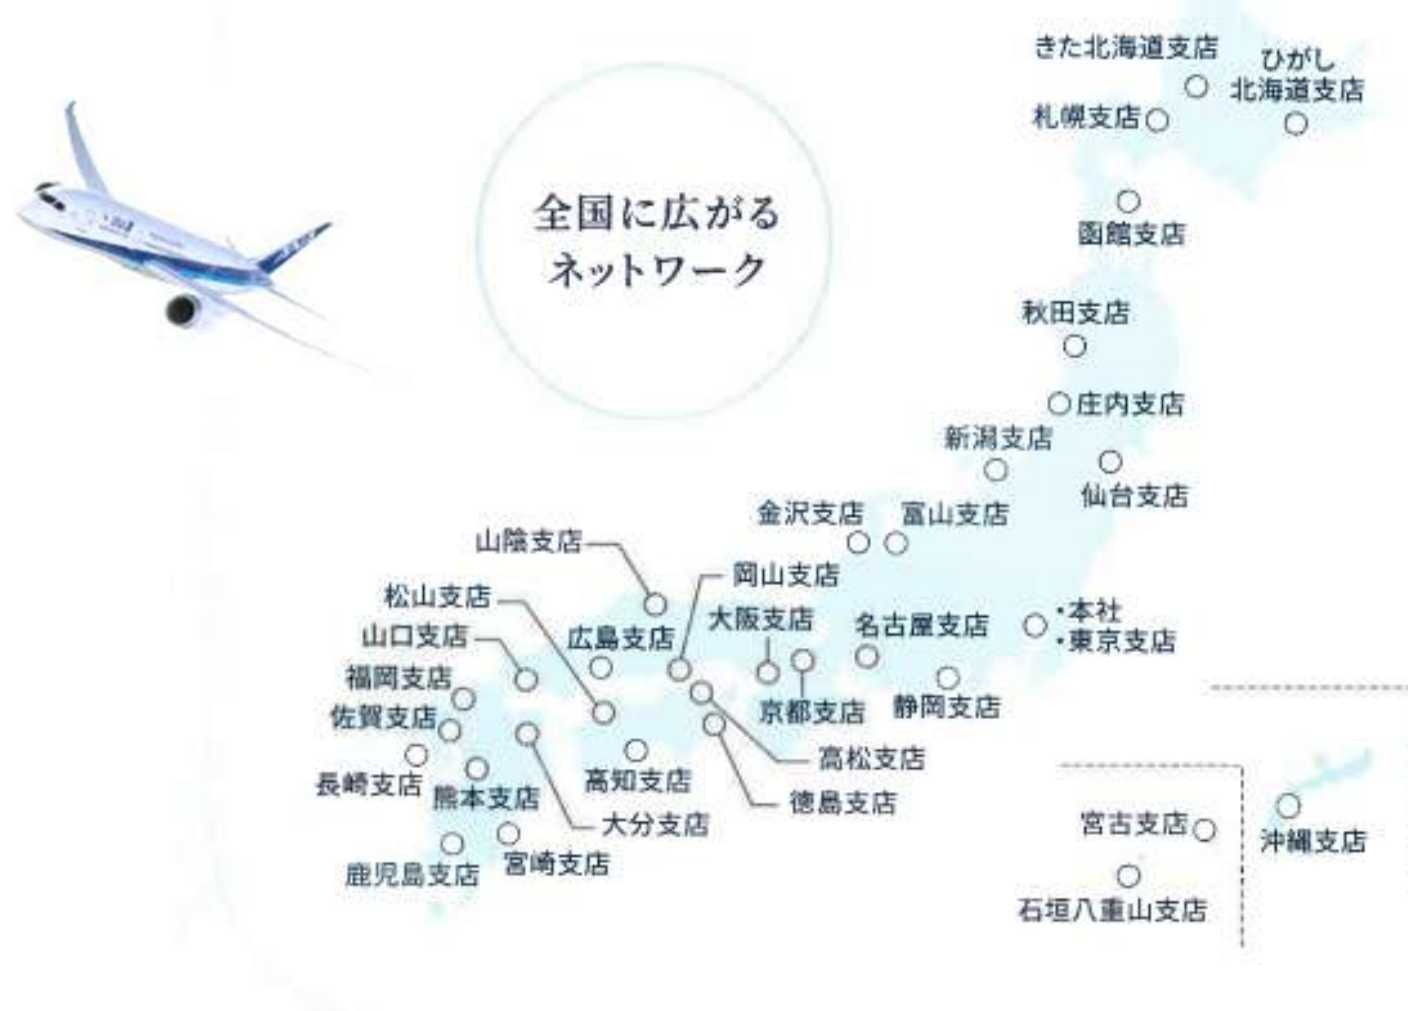 きた北海道支店
ひがし
北海道支店
札幌支店
函館支店
全国に広がる
ネットワーク
秋田支店
庄内支店
新潟支店
仙台支店
金沢支店
富山支店
山陰支店
岡山支店
松山支店
大阪支店
名古屋支店
・本社
・東京支店
山口支店
広島支店
福岡支店
佐賀支店
京都支店
静岡支店
長崎支店
熊本支店
高知支店
高松支店
徳島支店
大分支店
鹿児島支店
宮崎支店
宮古支店
沖縄支店
石垣八重山支店